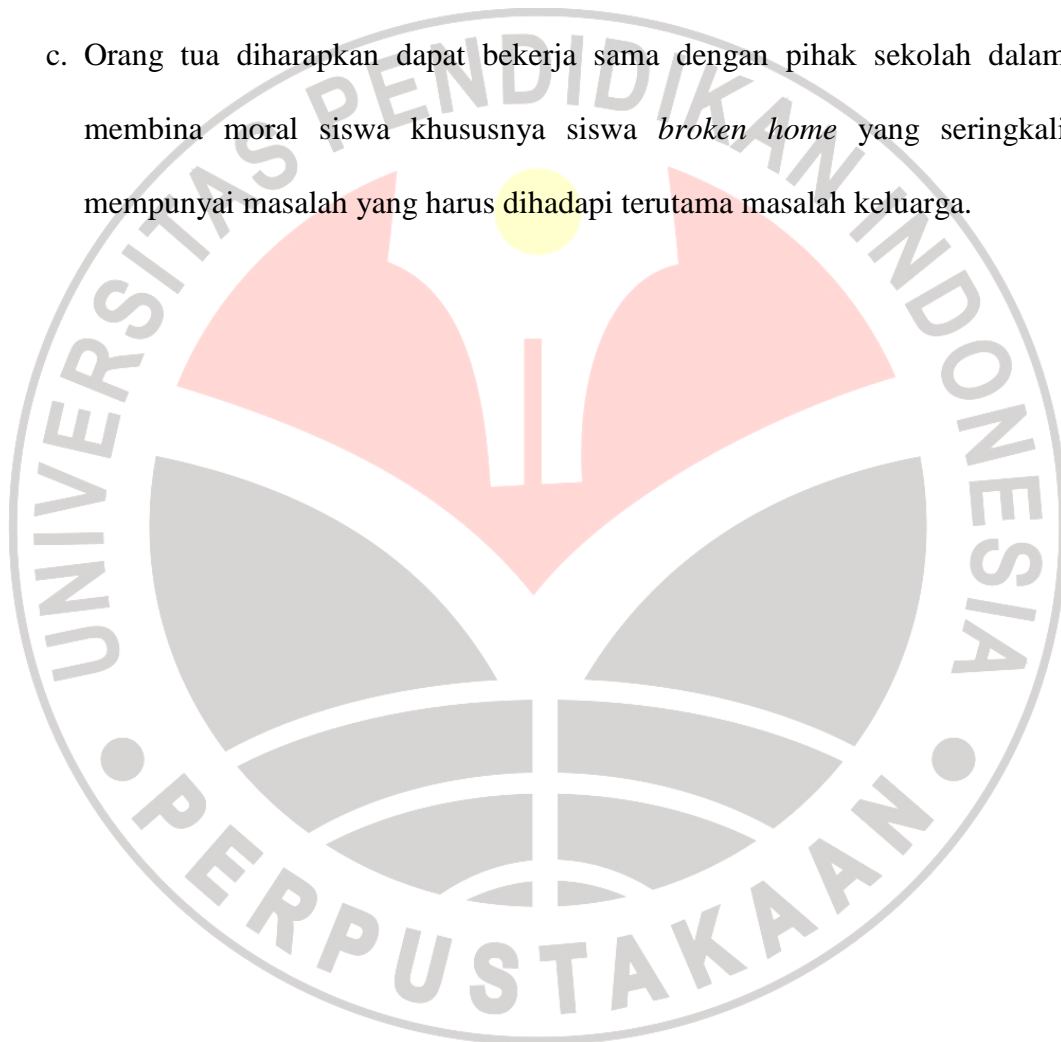 c. Orang tua diharapkan dapat bekerja sama dengan pihak sekolah dalam
membina moral siswa khususnya siswa broken home yang seringkali
mempunyai masalah yang harus dihadapi terutama masalah keluarga.
UNIVERSITAS PENDIDIKAN INDONESIA
PERPUSTAKAAN